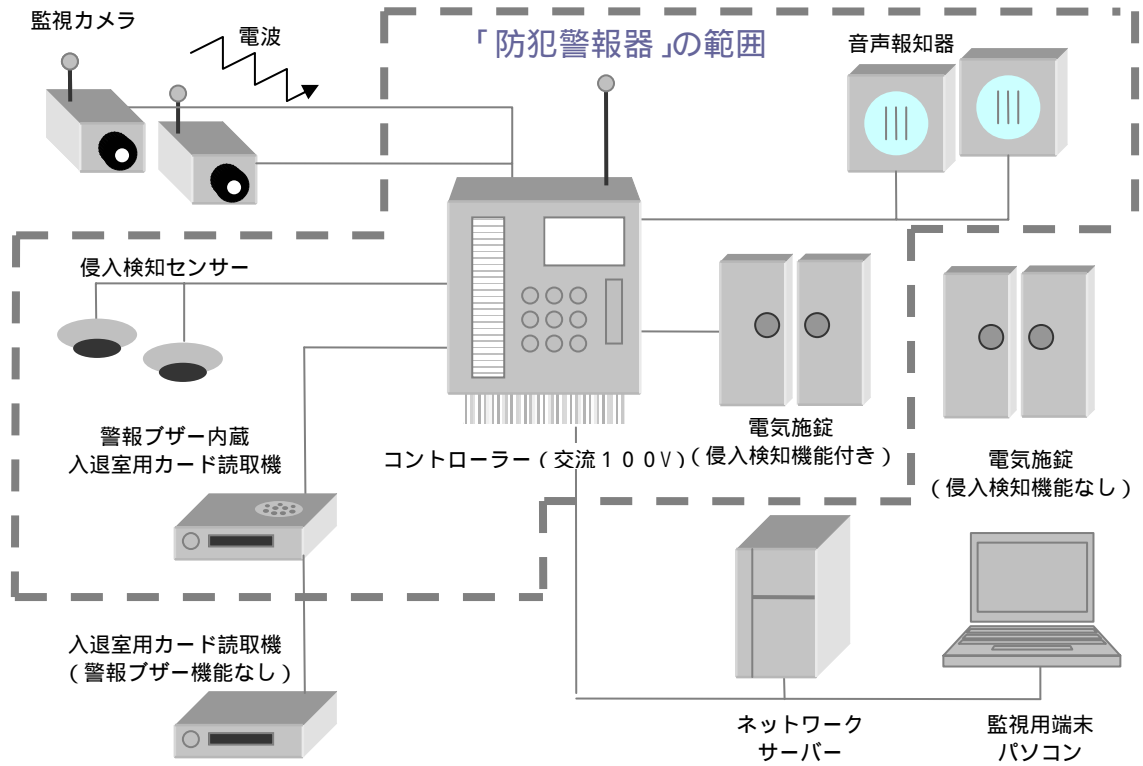 監視カメラ
電波
「防犯警報器」の範囲
音声報知器
侵入検知センサー
警報ブザー内蔵
入退室用カード読取機
コントローラー(交流100V)
電気施錠
(侵入検知機能付き)
電気施錠
(侵入検知機能なし)
入退室用カード読取機
(警報ブザー機能なし)
ネットワーク
サーバー
監視用端末
パソコン